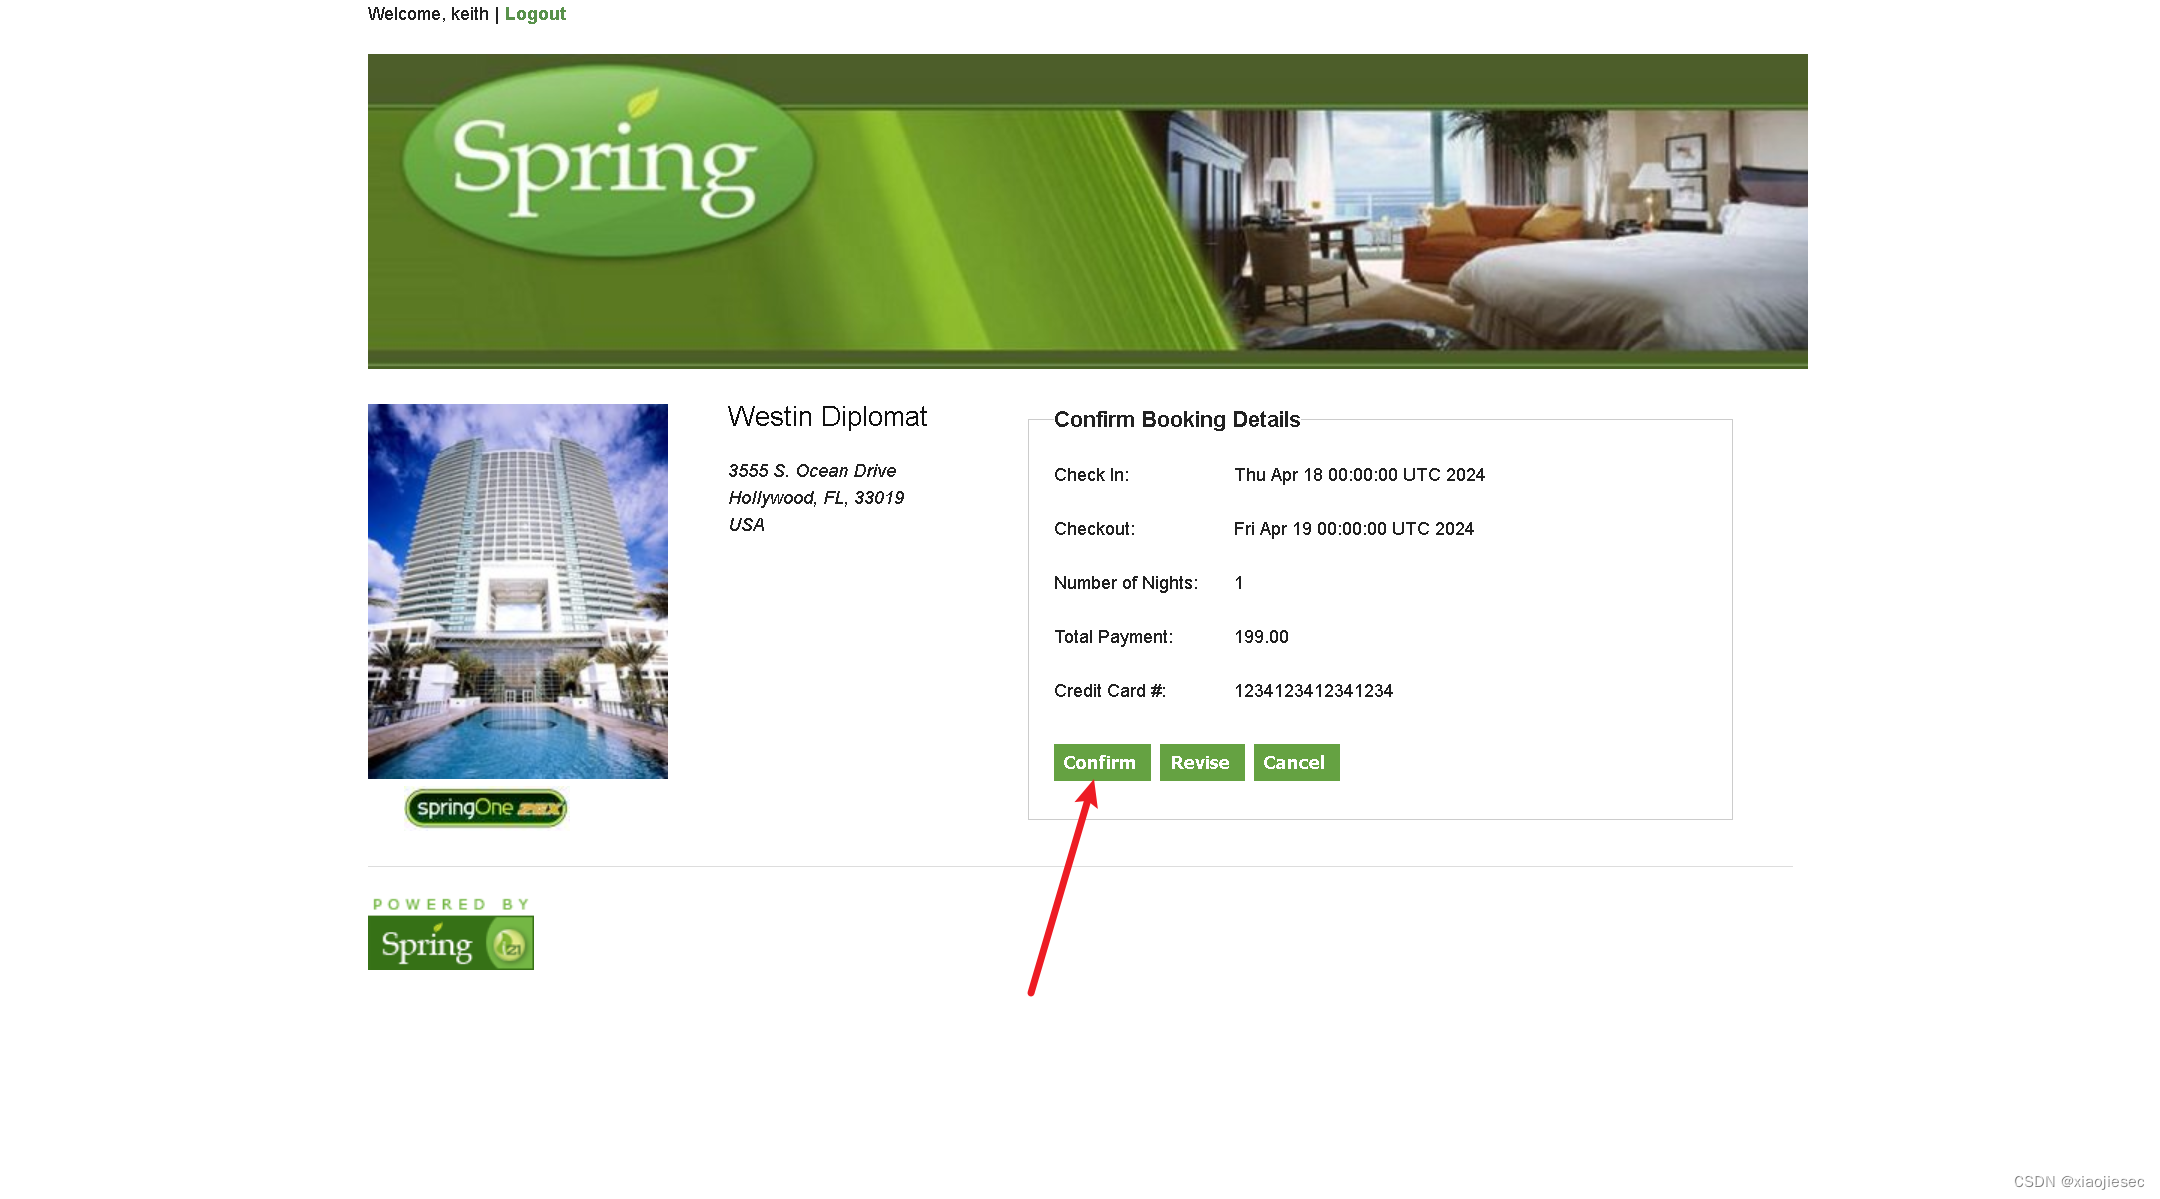 Welcome, keith | Logout
Spring
Westin Diplomat
3555 S. Ocean Drive
Hollywood, FL, 33019
USA
Confirm Booking Details
Check In: Thu Apr 18 00:00:00 UTC 2024
Checkout: Fri Apr 19 00:00:00 UTC 2024
Number of Nights: 1
Total Payment: 199.00
Credit Card #: 1234123412341234
Confirm Revise Cancel
springOne 2GX
POWERED BY
Spring
CSDN @xiaojiesec